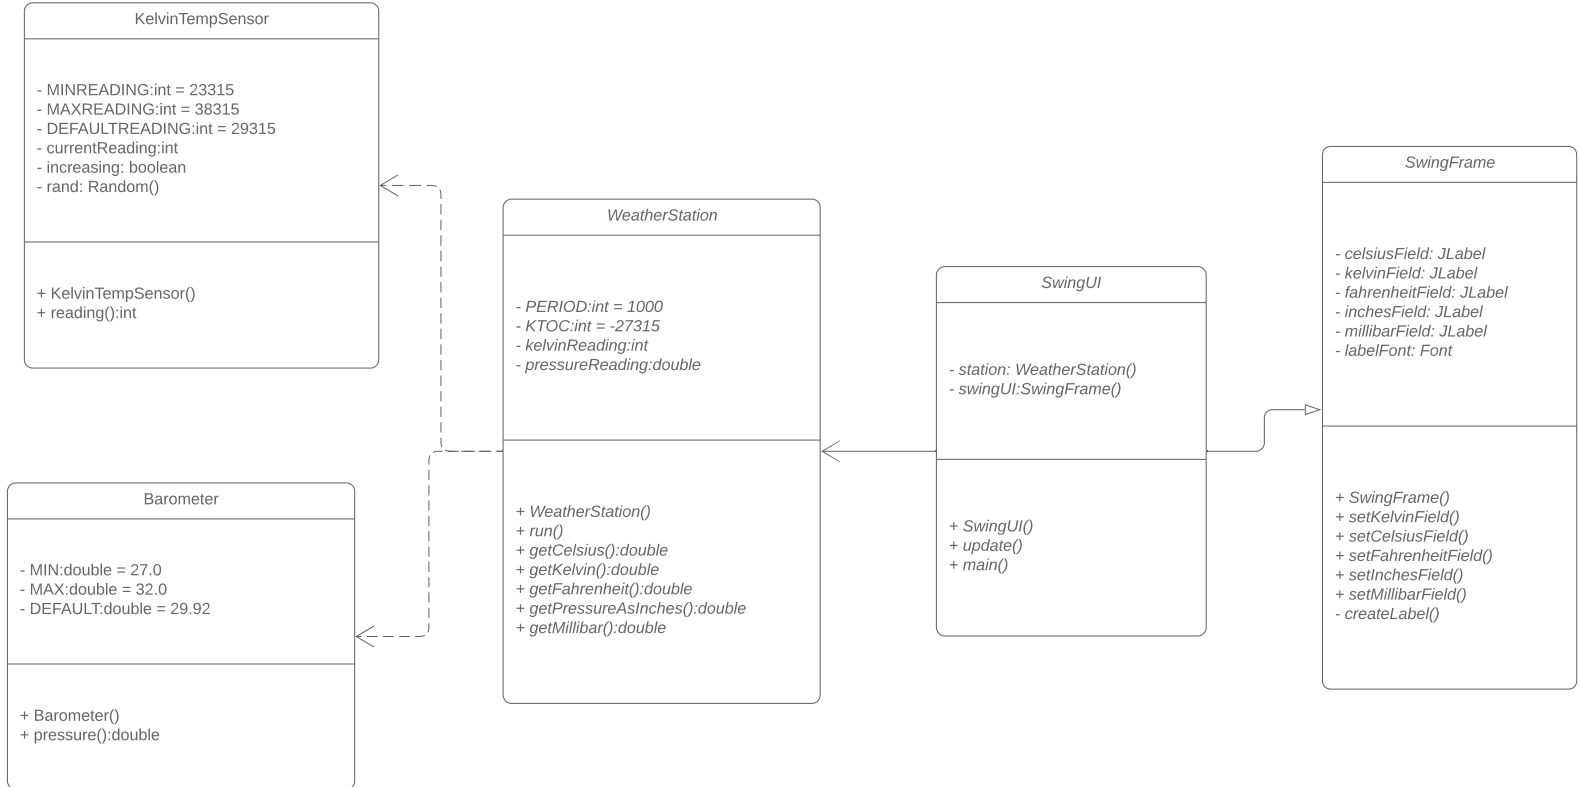 KelvinTempSensor
- MINREADING:int = 23315
- MAXREADING:int = 38315
- DEFAULTREADING:int = 29315
- currentReading:int
- increasing: boolean
- rand: Random()
+ KelvinTempSensor()
+ reading():int
Barometer
- MIN:double = 27.0
- MAX:double = 32.0
- DEFAULT:double = 29.92
+ Barometer()
+ pressure():double
WeatherStation
- PERIOD:int = 1000
- KTOC:int = -27315
- kelvinReading:int
- pressureReading:double
+ WeatherStation()
+ run()
+ getCelsius():double
+ getKelvin():double
+ getFahrenheit():double
+ getPressureAsInches():double
+ getMillibar():double
SwingUI
- station: WeatherStation()
- swingUI:SwingFrame()
+ SwingUI()
+ update()
+ main()
SwingFrame
- celsiusField: JLabel
- kelvinField: JLabel
- fahrenheitField: JLabel
- inchesField: JLabel
- millibarField: JLabel
- labelFont: Font
+ SwingFrame()
+ setKelvinField()
+ setCelsiusField()
+ setFahrenheitField()
+ setInchesField()
+ setMillibarField()
- createLabel()